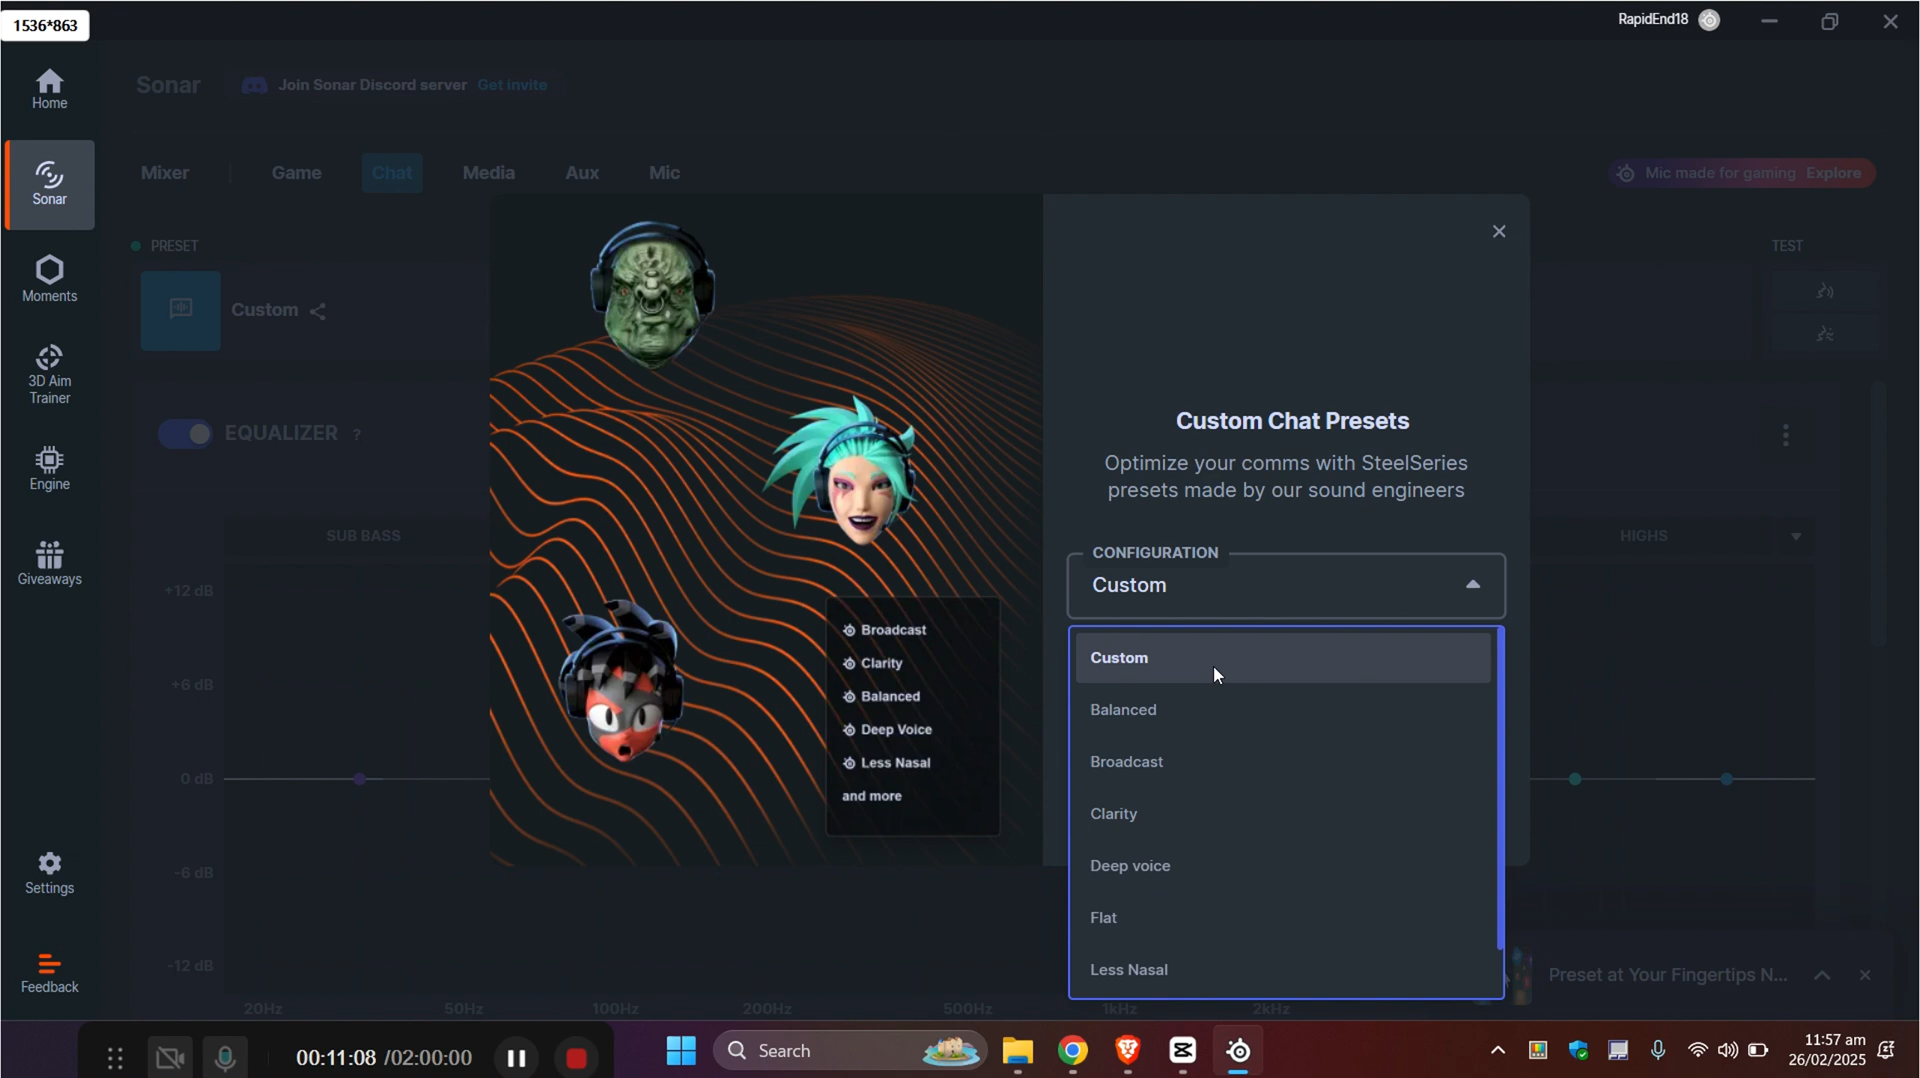 1536*863
RapidEnd18
Home
Sonar
Moments
3D Aim
Trainer
Engine
Giveaways
Settings
Feedback
Sonar
Join Sonar Discord server Get invite
Mixer
Game
Chat
Media
Aux
Mic
Mic made for gaming Explore
PRESET
Custom
TEST
EQUALIZER ?
SUB BASS
HIGHS
+12 dB
+6 dB
0 dB
-6 dB
-12 dB
20Hz
50Hz
100Hz
200Hz
500Hz
1kHz
2kHz
Broadcast
Clarity
Balanced
Deep Voice
Less Nasal
and more
Custom Chat Presets
Optimize your comms with SteelSeries
presets made by our sound engineers
CONFIGURATION
Custom
Custom
Balanced
Broadcast
Clarity
Deep voice
Flat
Less Nasal
Preset at Your Fingertips N...
00:11:08 /02:00:00
Search
11:57 am
26/02/2025